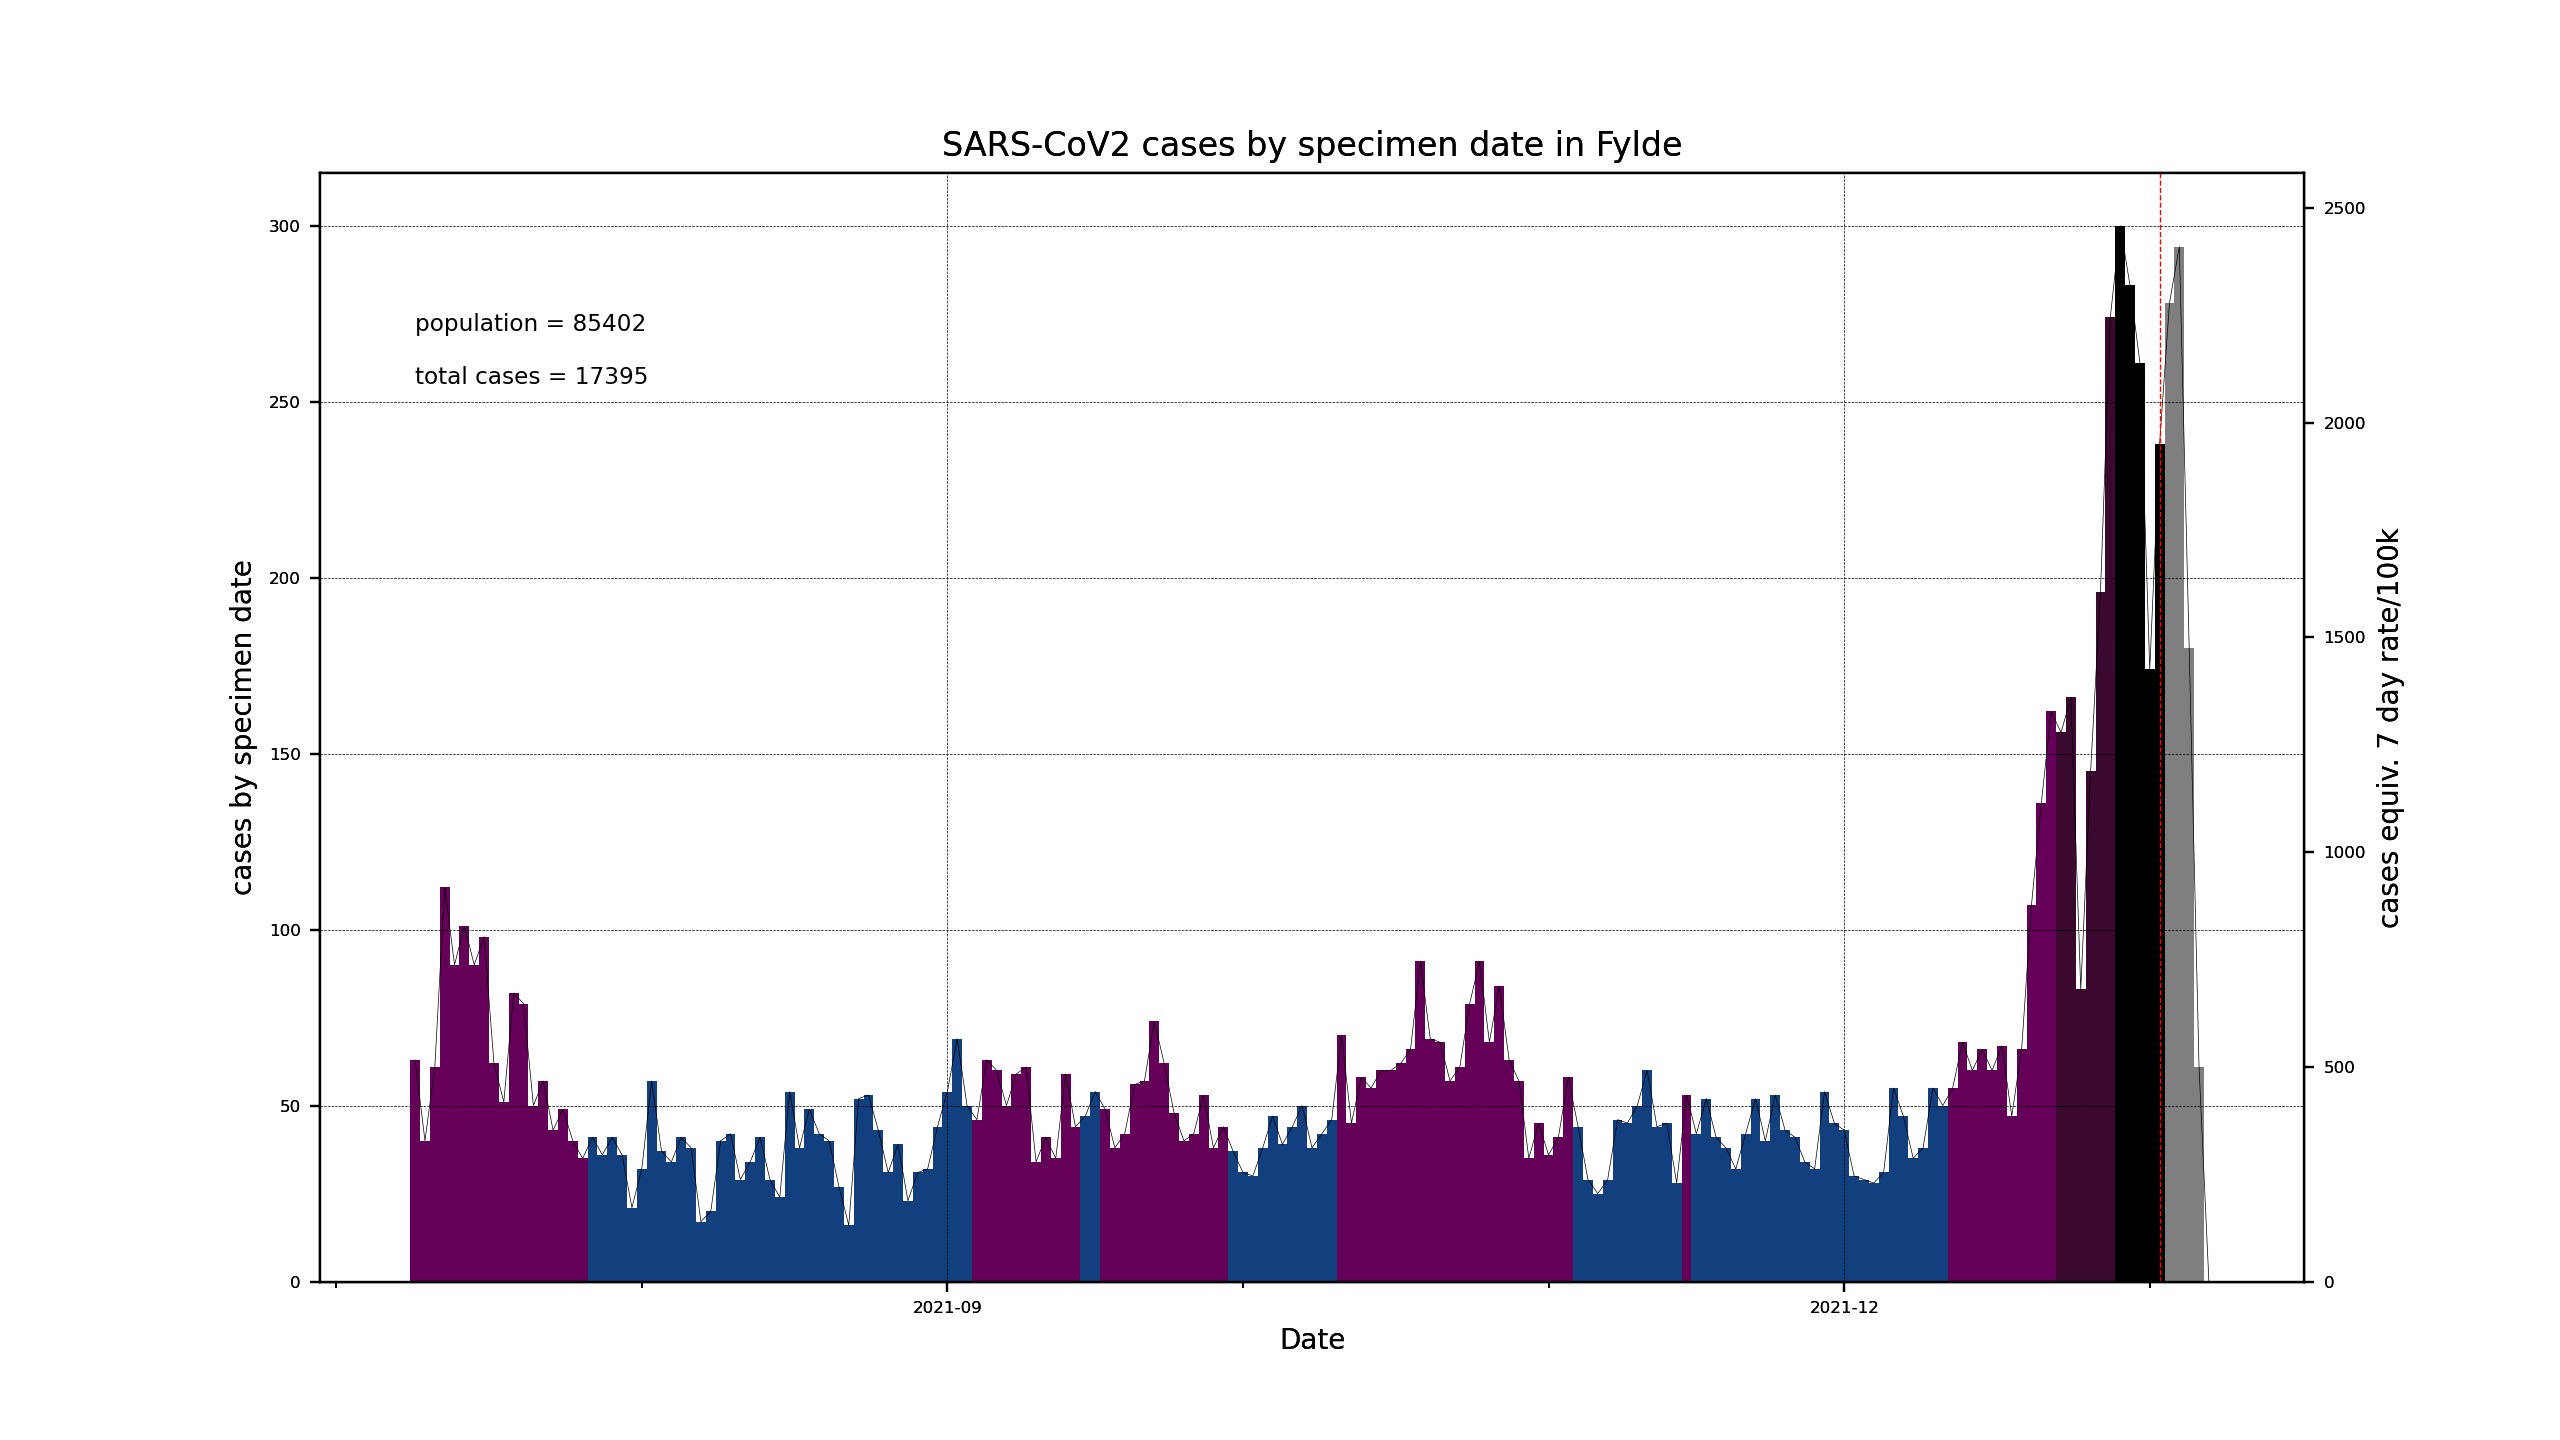 SARS-CoV2 cases by specimen date in Fylde
population = 85402
total cases = 17395
cases by specimen date
300
250
200
150
100
50
0
2500
2000
1500
1000
500
0
cases equiv. 7 day rate/100k
2021-09
2021-12
Date